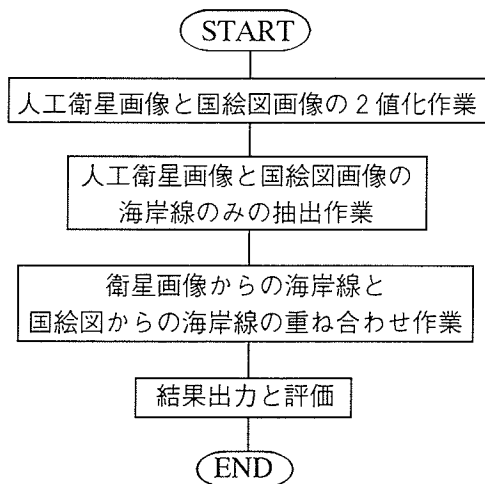 START
人工衛星画像と国絵図画像の2値化作業
人工衛星画像と国絵図画像の
海岸線のみの抽出作業
衛星画像からの海岸線と
国絵図からの海岸線の重ね合わせ作業
結果出力と評価
END